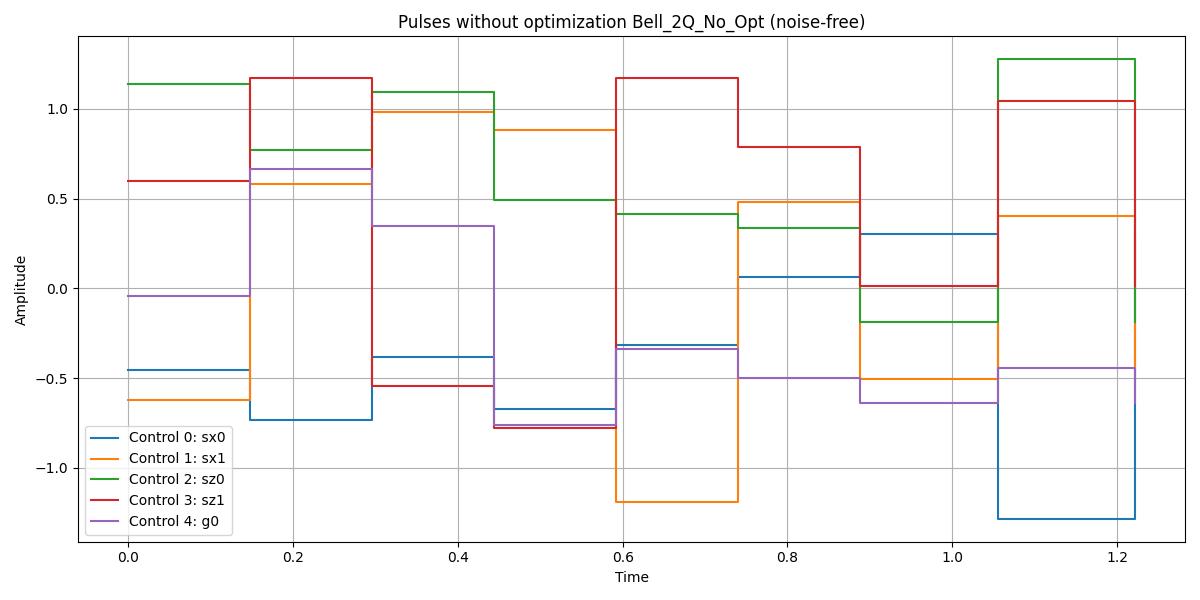 Pulses without optimization Bell_2Q_No_Opt (noise-free)
Amplitude
1.0
0.5
0.0
−0.5
−1.0
Control 0: sx0
Control 1: sx1
Control 2: sz0
Control 3: sz1
Control 4: g0
0.0 0.2 0.4 0.6 0.8 1.0 1.2
Time